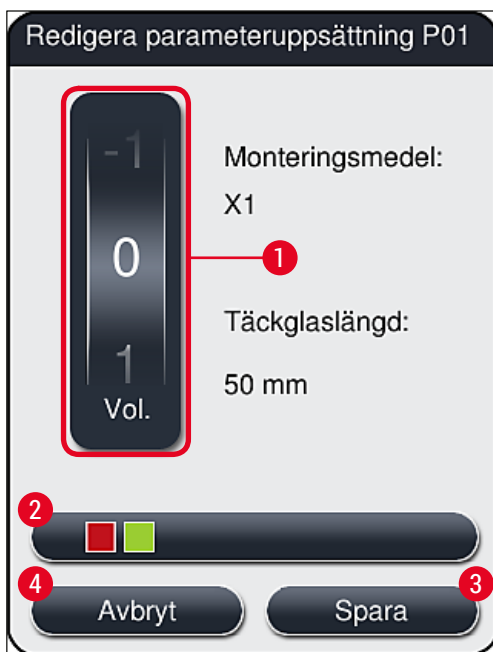 Redigera parameteruppsättning P01
-1
0
1
Vol.
1
Monteringsmedel:
X1
Täckglaslängd:
50 mm
2
4
Avbryt
3
Spara